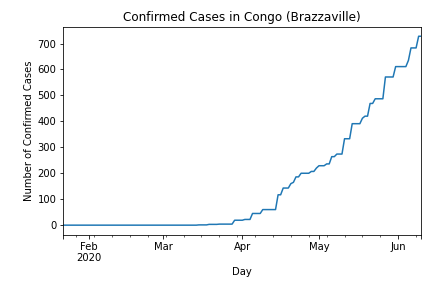 Confirmed Cases in Congo (Brazzaville)
Number of Confirmed Cases
700
600
500
400
300
200
100
0
Feb
2020
Mar
Apr
May
Jun
Day